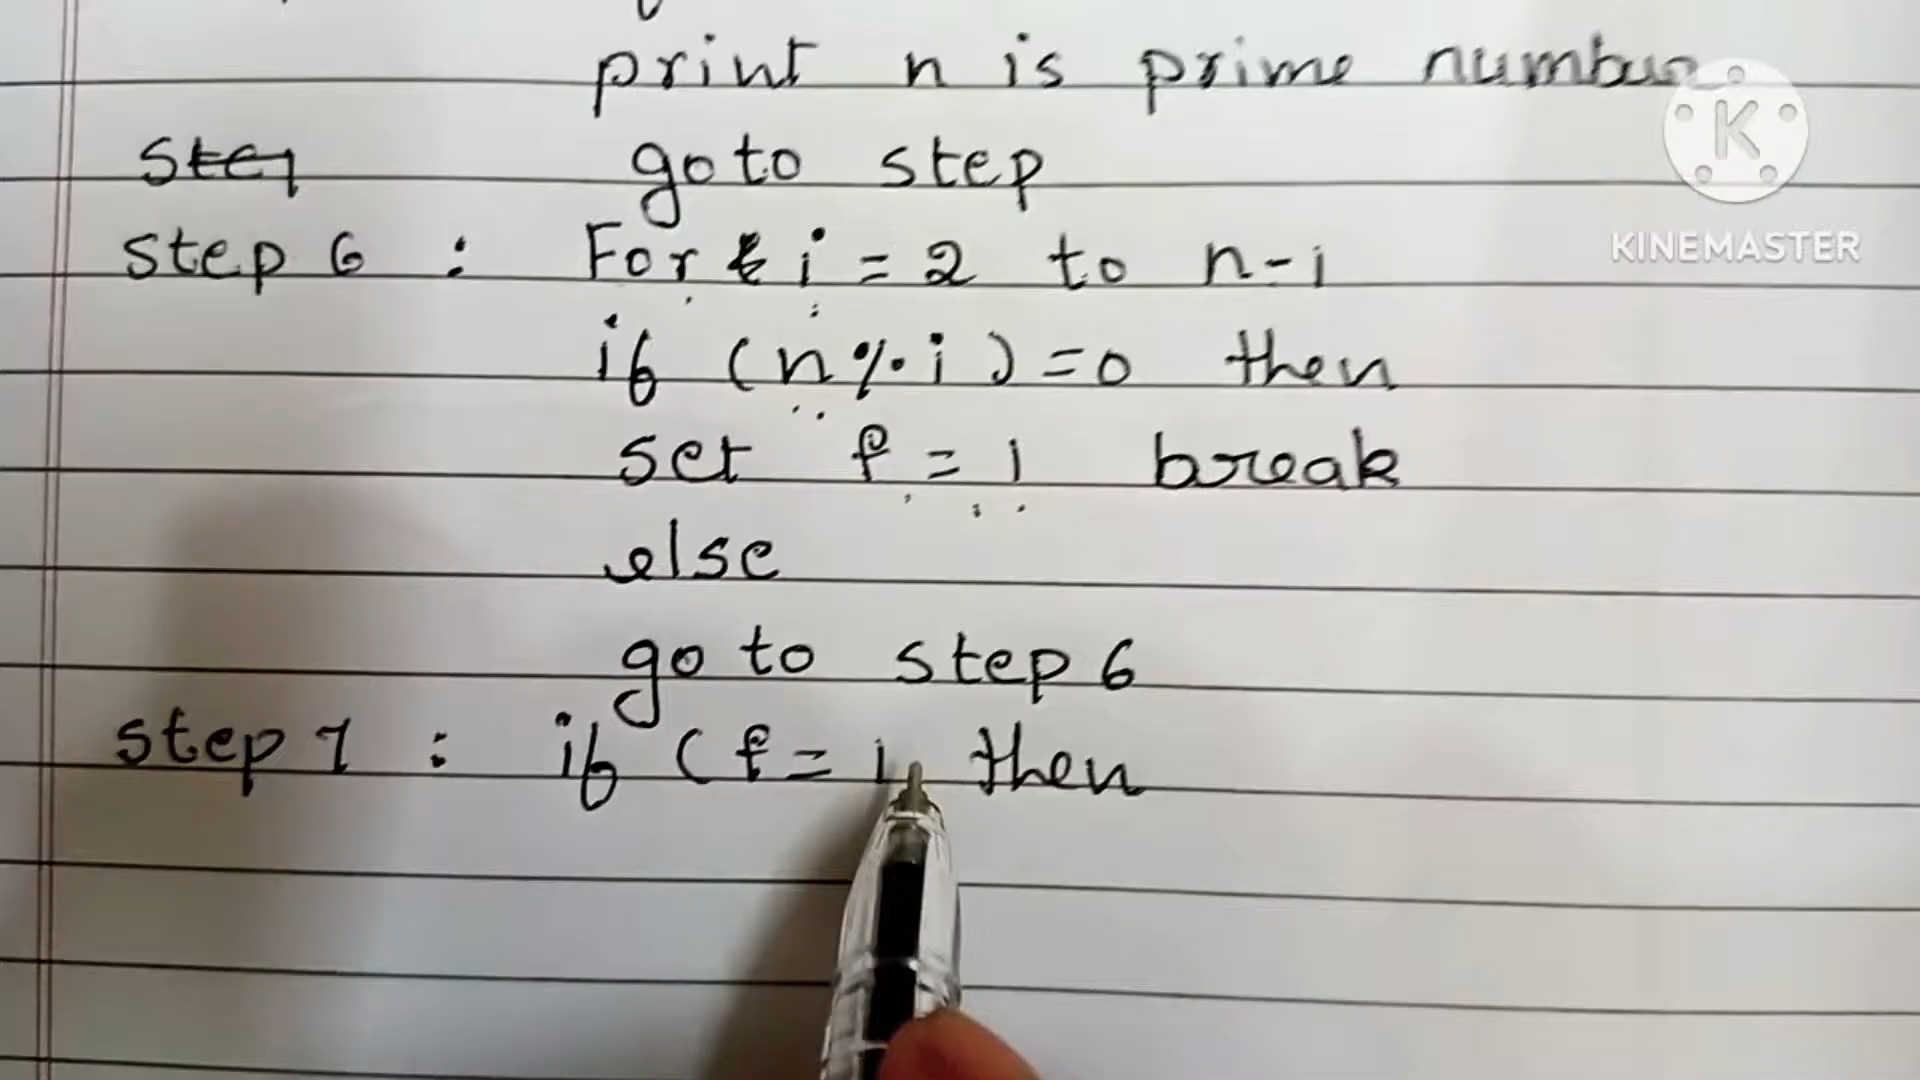 print n is prime number
Ste goto step
step 6 : For i = 2 to n-1
if (n%i) =0 then
set f = 1 break
else
go to step 6
step 7 : if (f = 1 then
K
KINEMASTER